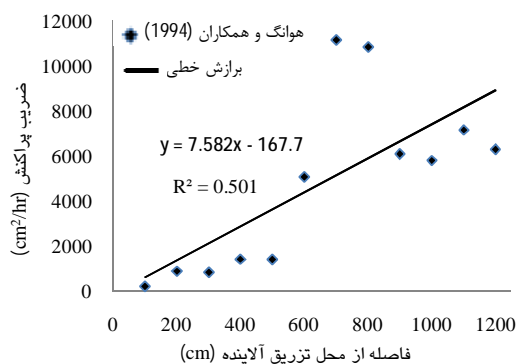 هوانگ و همکاران (1994)
برازش خطی
y = 7.582x - 167.7
R² = 0.501
ضریب پراکنش (cm²/hr)
12000
10000
8000
6000
4000
2000
0
0 200 400 600 800 1000 1200
فاصله از محل تزریق آلاینده (cm)